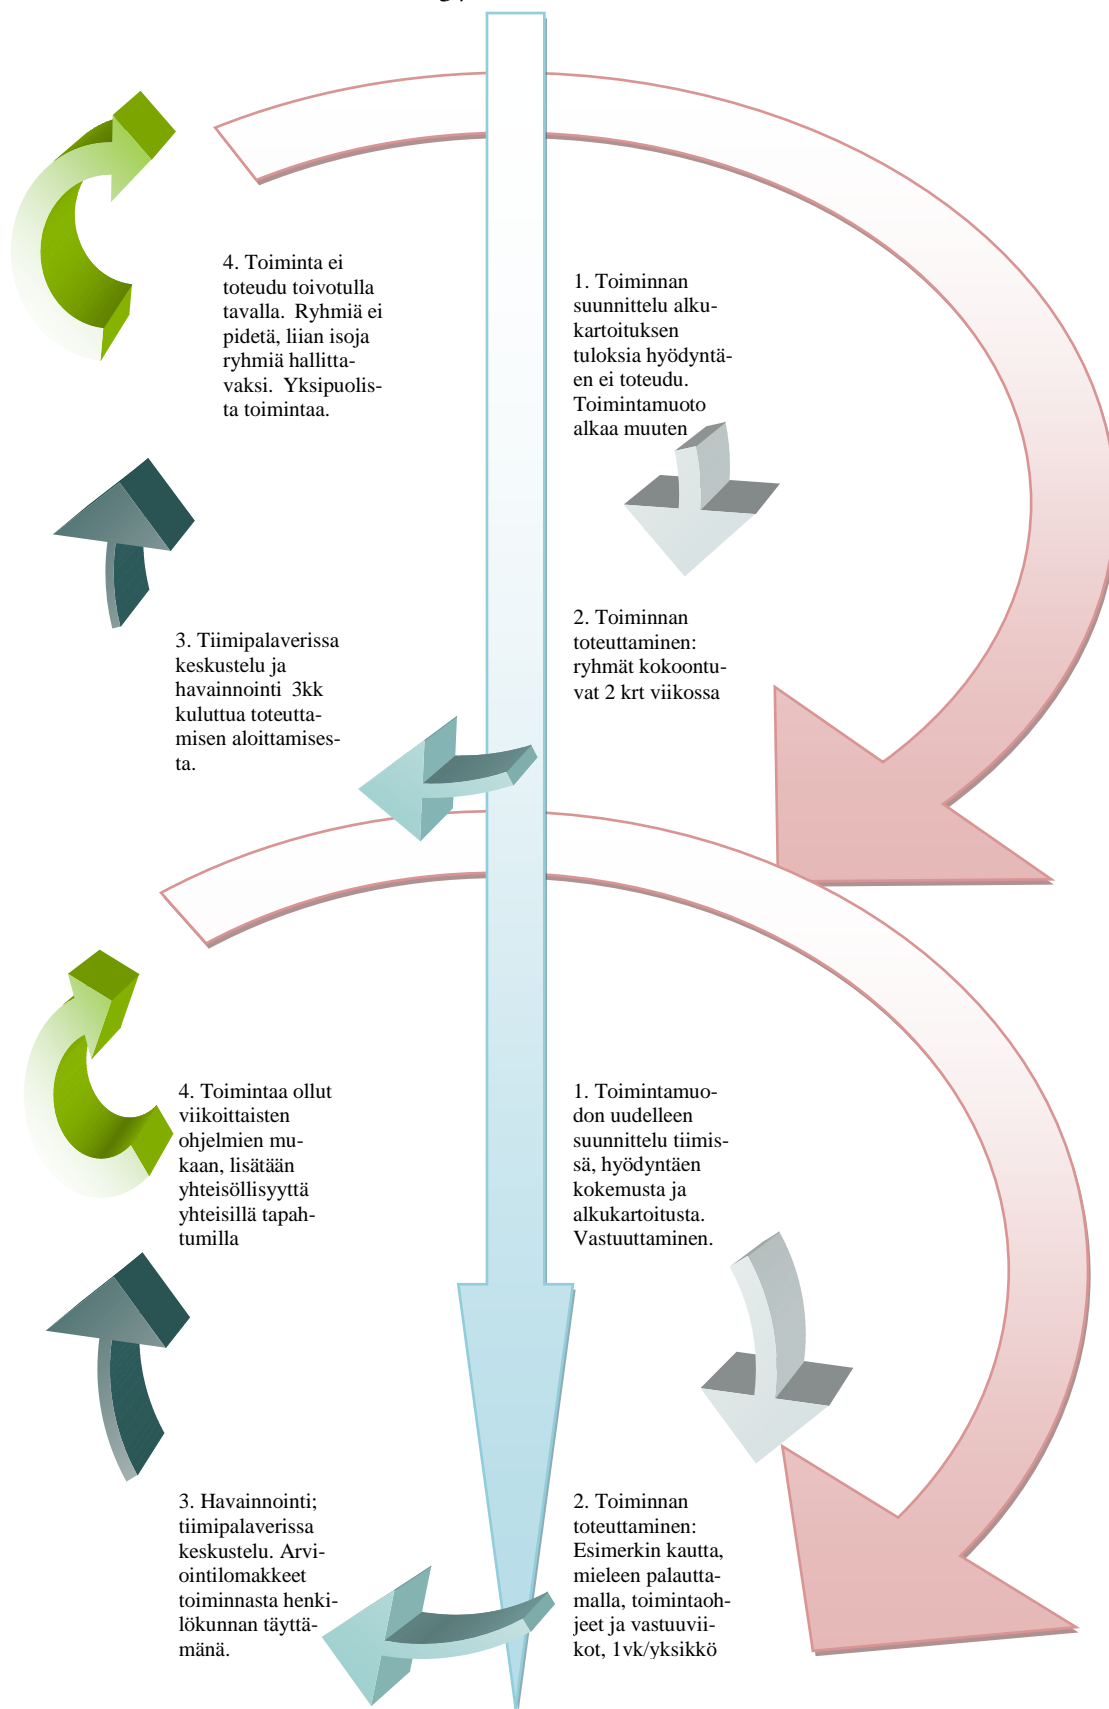 1. Toiminnan
suunnittelu alku-
kartoituksen
tuloksia hyödyntä-
en ei toteudu.
Toimintamuoto
alkaa muuten
2. Toiminnan
toteuttaminen:
ryhmät kokoontu-
vat 2 krt viikossa
3. Tiimipalaverissa
keskustelu ja
havainnointi 3kk
kuluttua toteutta-
misen aloittamises-
ta.
4. Toiminta ei
toteudu toivotulla
tavalla. Ryhmiä ei
pidetä, liian isoja
ryhmiä hallitta-
vaksi. Yksipuolis-
ta toimintaa.
1. Toimintamuo-
don uudelleen
suunnittelu tiimis-
sä, hyödyntäen
kokemusta ja
alkukartoitusta.
Vastuuttaminen.
2. Toiminnan
toteuttaminen:
Esimerkin kautta,
mieleen palautta-
malla, toimintaoh-
jeet ja vastuuvii-
kot, 1vk/yksikkö
3. Havainnointi;
tiimipalaverissa
keskustelu. Arvi-
ointilomakkeet
toiminnasta henki-
lökunnan täyttä-
mänä.
4. Toimintaa ollut
viikoittaisten
ohjelmien mu-
kaan, lisätään
yhteisöllisyyttä
yhteisillä tapah-
tumilla